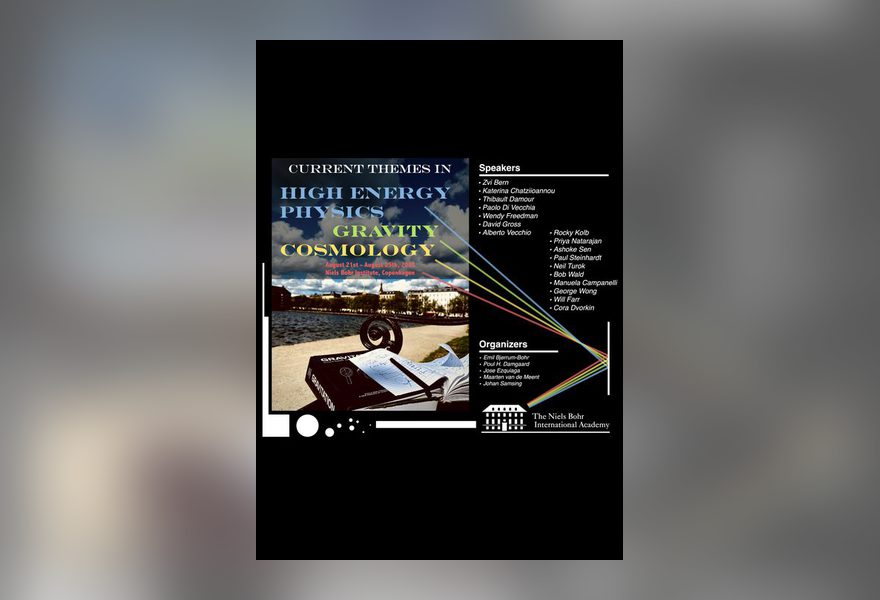 CURRENT THEMES IN
HIGH ENERGY
PHYSICS
GRAVITY
COSMOLOGY
August 21st - August 25th,
Niels Bohr Institute, Copenhagen
GRAVITATION
Speakers
• Zvi Bern
• Katerina Chatziioannou
• Thibault Damour
• Paolo Di Vecchia
• Wendy Freedman
• David Gross
• Alberto Vecchio
• Rocky Kolb
• Priya Natarajan
• Ashoke Sen
• Paul Steinhardt
• Neil Turok
• Bob Wald
• Manuela Campanelli
• George Wong
• Will Farr
• Cora Dvorkin
Organizers
• Emil Bjerrum-Bohr
• Poul H. Damgaard
• Jose Ezquiaga
• Maarten van de Meent
• Johan Samsing
The Niels Bohr
International Academy